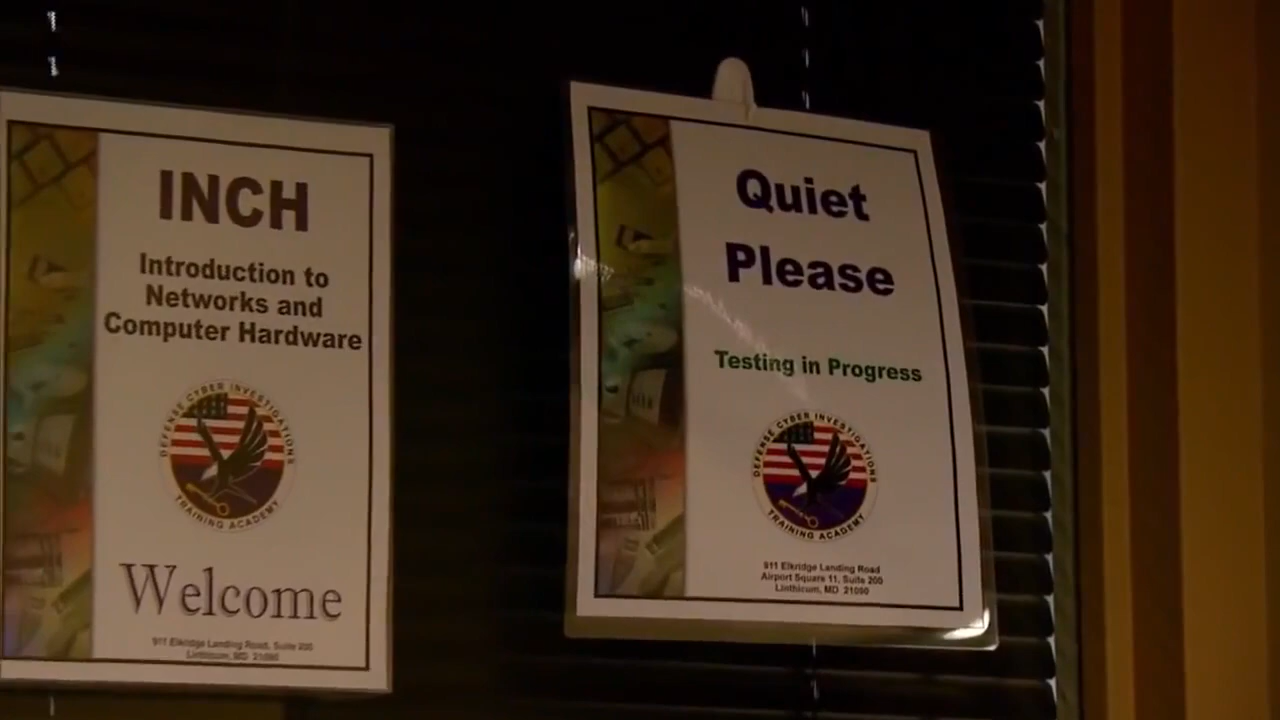 INCH
Introduction to
Networks and
Computer Hardware
DEFENSE CYBER INVESTIGATIONS
TRAINING ACADEMY
Welcome
911 Elkridge Landing Road, Suite 200
Linthicum, MD 21090
Quiet
Please
Testing in Progress
DEFENSE CYBER INVESTIGATIONS
TRAINING ACADEMY
911 Elkridge Landing Road
Airport Square 11, Suite 200
Linthicum, MD 21090